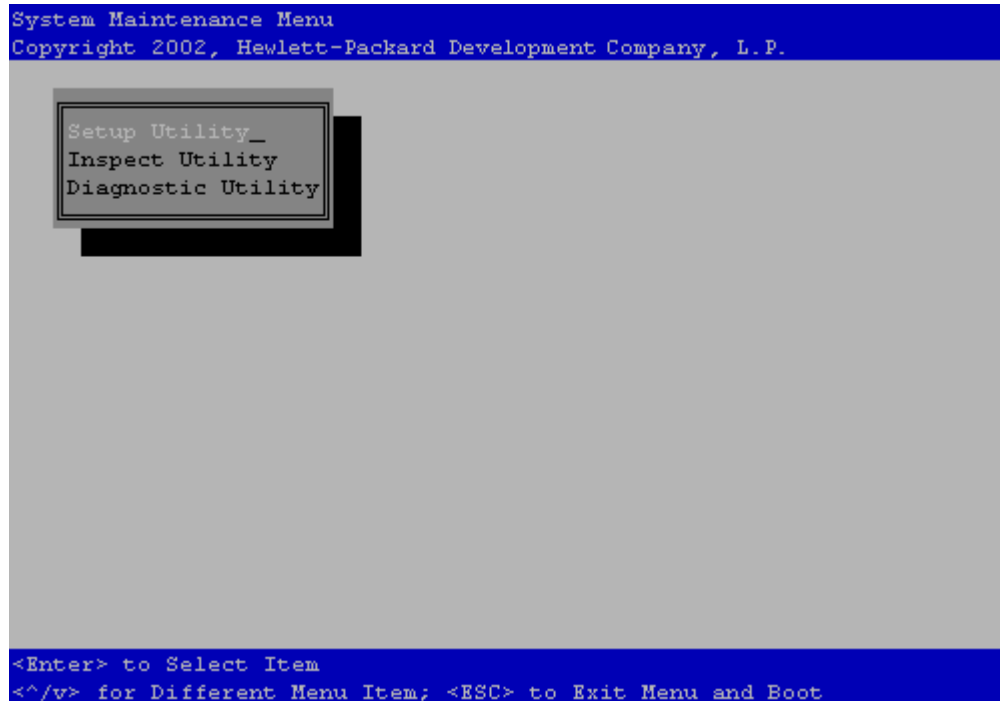 System Maintenance Menu
Copyright 2002, Hewlett-Packard Development Company, L.P.
Setup Utility_
Inspect Utility
Diagnostic Utility
<Enter> to Select Item
<^/v> for Different Menu Item; <ESC> to Exit Menu and Boot